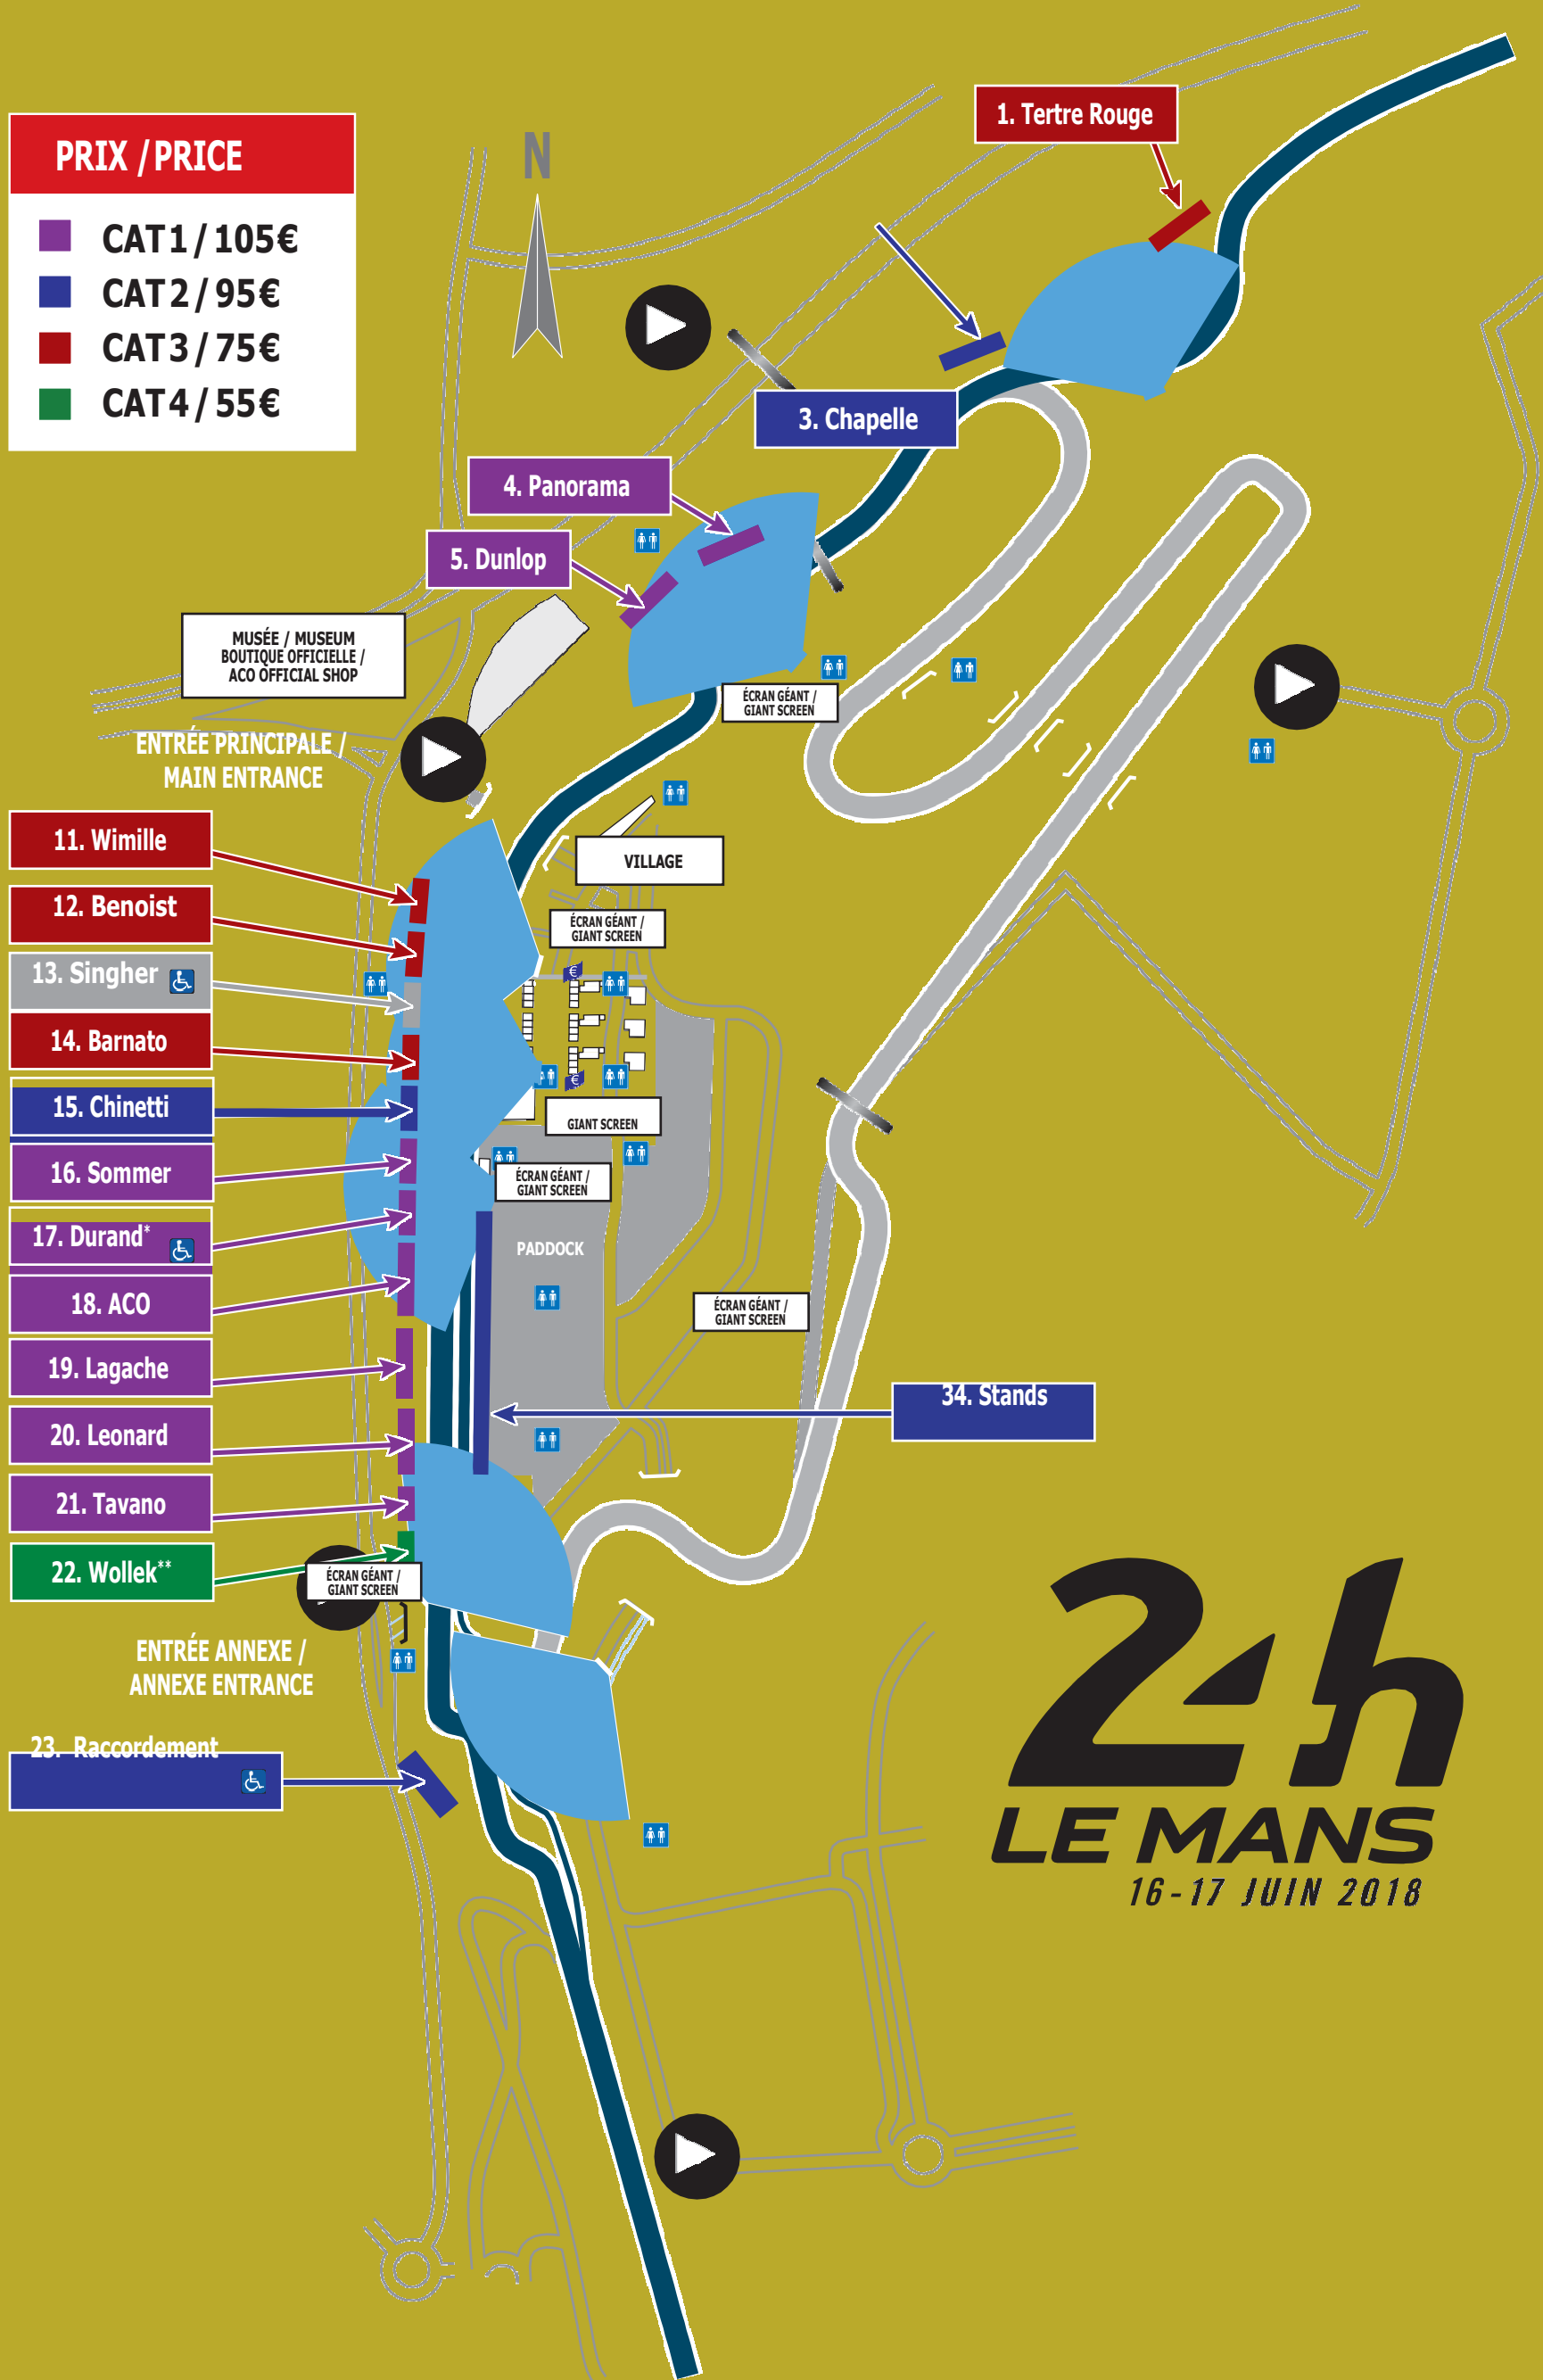 1. Tertre Rouge
PRIX / PRICE
N
CAT 1 / 105€
CAT 2 / 95€
CAT 3 / 75€
CAT 4 / 55€
3. Chapelle
4. Panorama
5. Dunlop
MUSÉE / MUSEUM
BOUTIQUE OFFICIELLE /
ACO OFFICIAL SHOP
ÉCRAN GÉANT /
GIANT SCREEN
ENTRÉE PRINCIPALE /
MAIN ENTRANCE
11. Wimille
VILLAGE
12. Benoist
ÉCRAN GÉANT /
GIANT SCREEN
13. Singher
€
14. Barnato
€
15. Chinetti
GIANT SCREEN
16. Sommer
ÉCRAN GÉANT /
GIANT SCREEN
17. Durand*
PADDOCK
18. ACO
ÉCRAN GÉANT /
GIANT SCREEN
19. Lagache
34. Stands
20. Leonard
21. Tavano
22. Wollek**
ÉCRAN GÉANT /
GIANT SCREEN
ENTRÉE ANNEXE /
ANNEXE ENTRANCE
23. Raccordement
24h
LE MANS
16-17 JUIN 2018